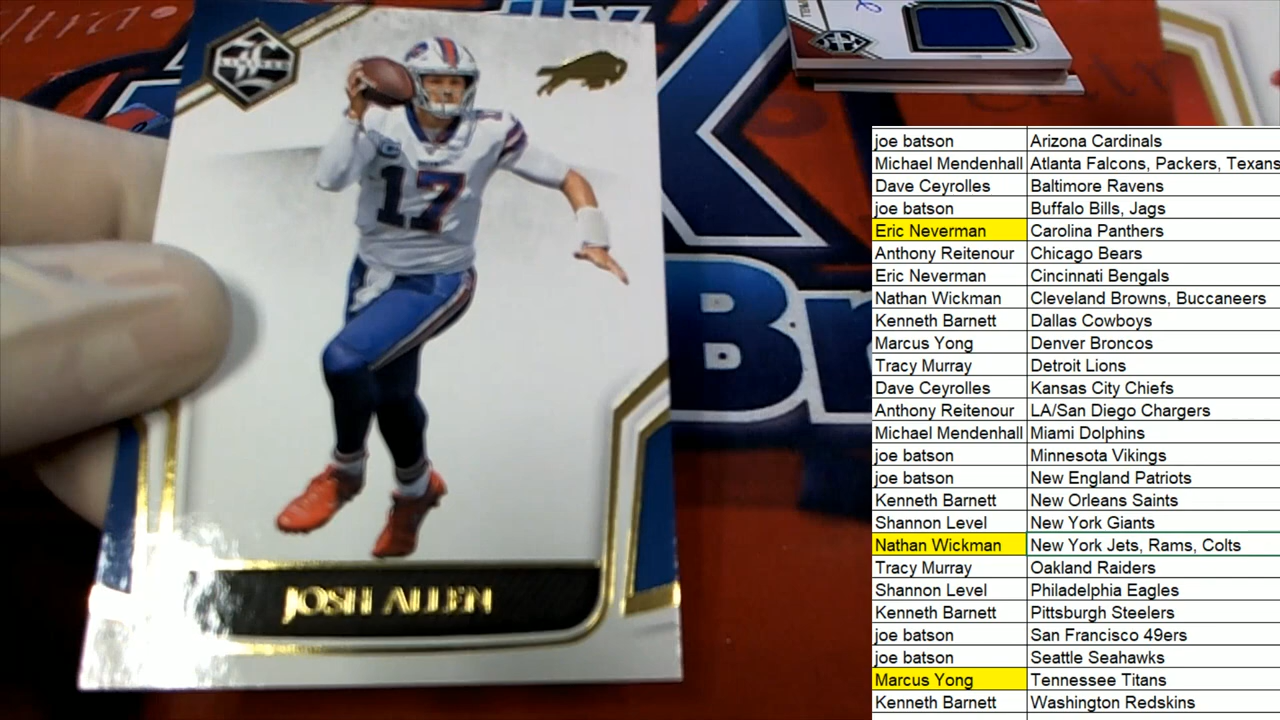 LIMITED
17
JOSH ALLEN
joe batson Arizona Cardinals
Michael Mendenhall Atlanta Falcons, Packers, Texans
Dave Ceyrolles Baltimore Ravens
joe batson Buffalo Bills, Jags
Eric Neverman Carolina Panthers
Anthony Reitenour Chicago Bears
Eric Neverman Cincinnati Bengals
Nathan Wickman Cleveland Browns, Buccaneers
Kenneth Barnett Dallas Cowboys
Marcus Yong Denver Broncos
Tracy Murray Detroit Lions
Dave Ceyrolles Kansas City Chiefs
Anthony Reitenour LA/San Diego Chargers
Michael Mendenhall Miami Dolphins
joe batson Minnesota Vikings
joe batson New England Patriots
Kenneth Barnett New Orleans Saints
Shannon Level New York Giants
Nathan Wickman New York Jets, Rams, Colts
Tracy Murray Oakland Raiders
Shannon Level Philadelphia Eagles
Kenneth Barnett Pittsburgh Steelers
joe batson San Francisco 49ers
joe batson Seattle Seahawks
Marcus Yong Tennessee Titans
Kenneth Barnett Washington Redskins